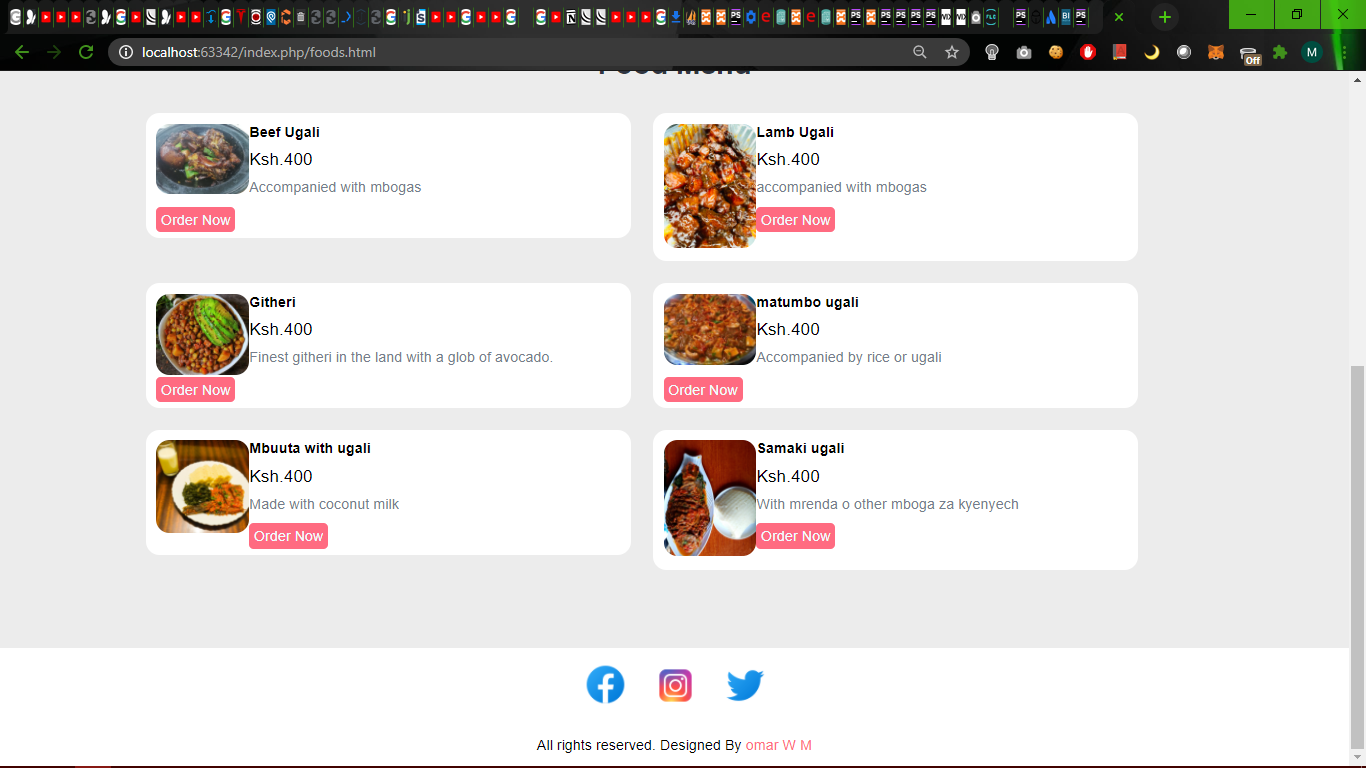 localhost:63342/index.php/foods.html
Off
M
Food Menu
Beef Ugali
Ksh.400
Accompanied with mbogas
Order Now
Lamb Ugali
Ksh.400
accompanied with mbogas
Order Now
Githeri
Ksh.400
Finest githeri in the land with a glob of avocado.
Order Now
matumbo ugali
Ksh.400
Accompanied by rice or ugali
Order Now
Mbuuta with ugali
Ksh.400
Made with coconut milk
Order Now
Samaki ugali
Ksh.400
With mrenda o other mboga za kyenyech
Order Now
All rights reserved. Designed By omar W M